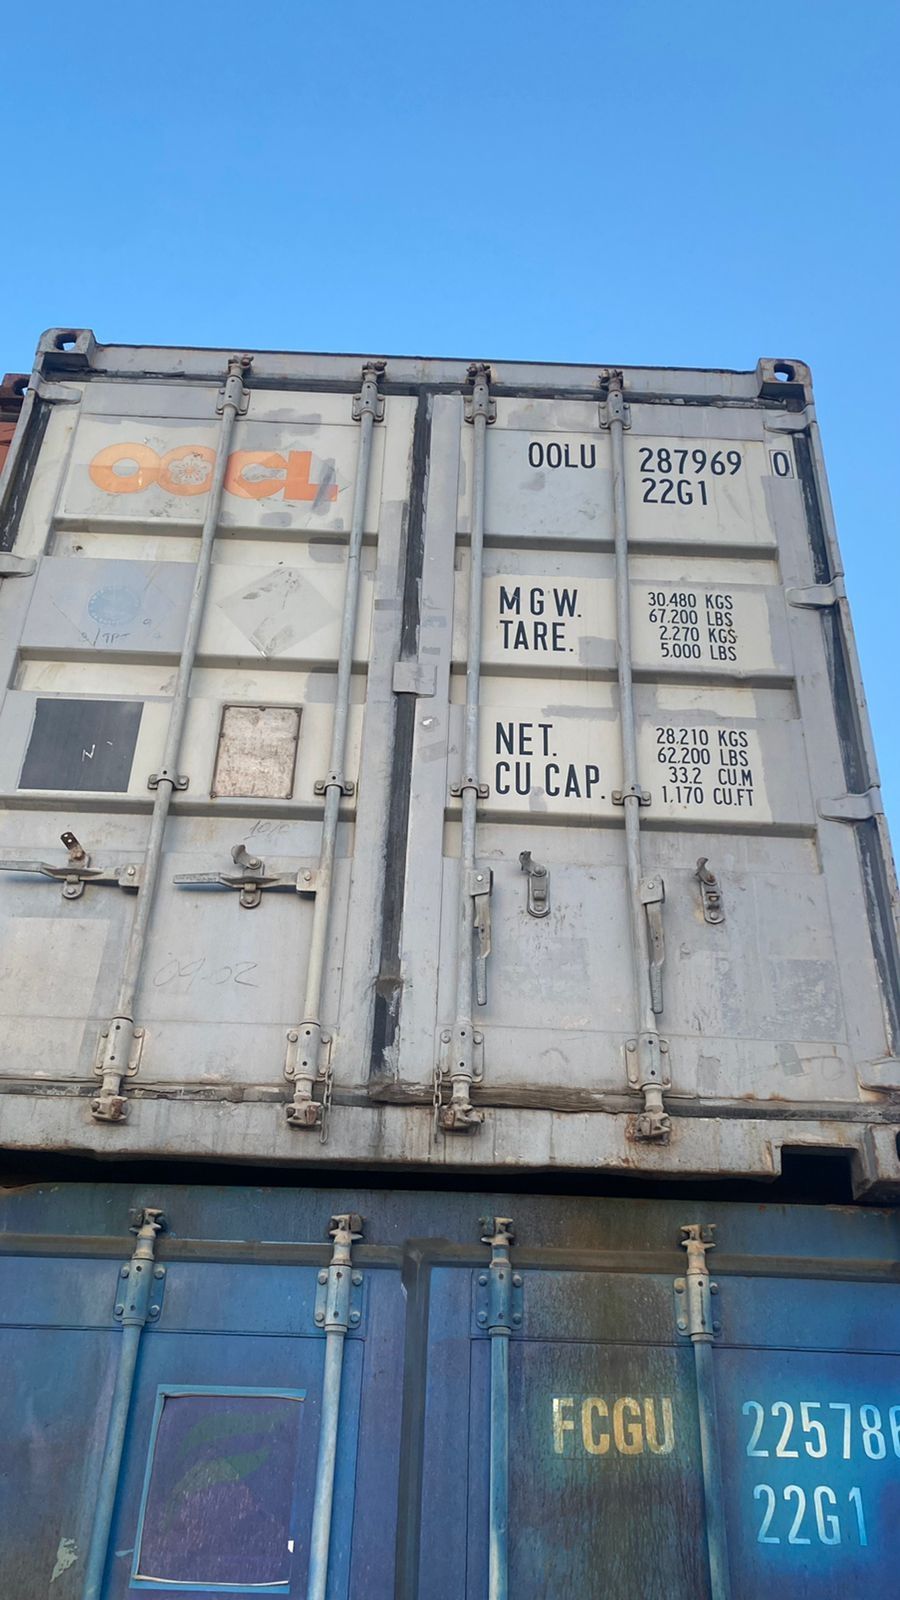 OOCL
OOLU 287969 0
22G1
MGW. 30.480 KGS
67.200 LBS
TARE. 2.270 KGS
5.000 LBS
NET. 28.210 KGS
62.200 LBS
CU CAP. 33.2 CU.M
1,170 CU.FT
09.02
FCGU 225786
22G1